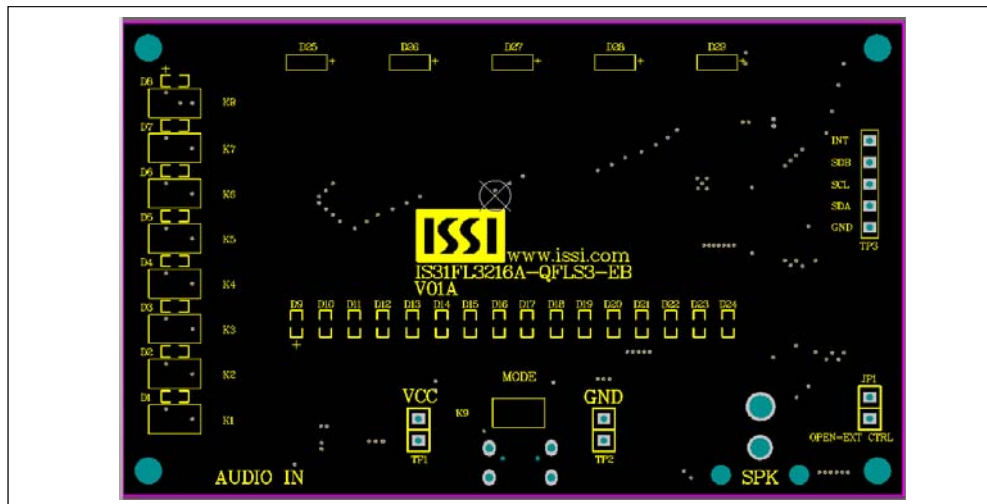 D25 D26 D27 D28 D29
D8
K8
D7
K7
D6
K6
D5
K5
D4
K4
D3
K3
D2
K2
D1
K1
INT
SDB
SCL
SDA
GND
TP3
ISSI
www.issi.com
IS31FL3216A-QFLS3-EB
V01A
D9 D10 D11 D12 D13 D14 D15 D16 D17 D18 D19 D20 D21 D22 D23 D24
MODE
VCC
K9
GND
TP1
TP2
JP1
OPEN=EXT CTRL
AUDIO IN
SPK